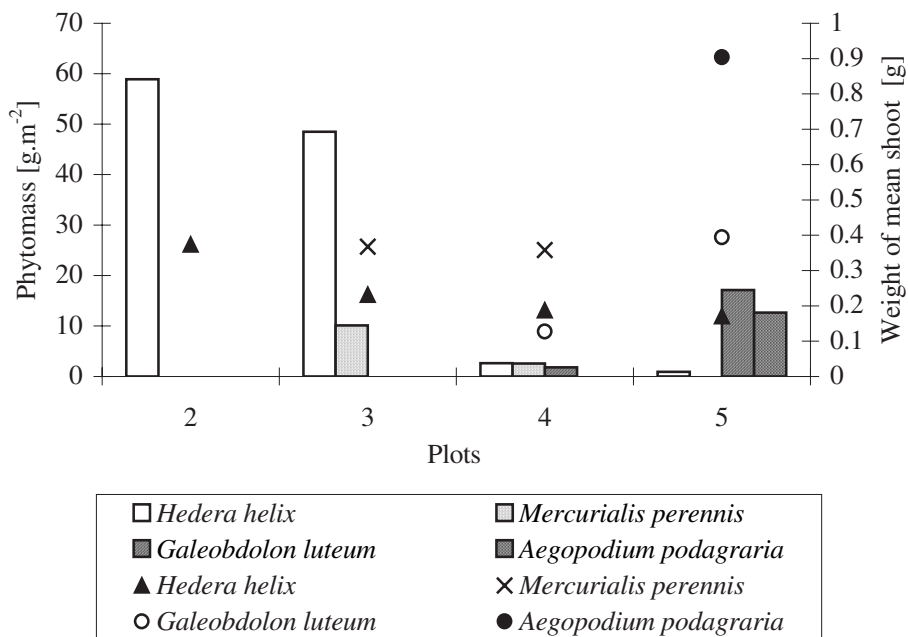 70
60
50
40
30
20
10
0
Phytomass [g.m-2]
1
0.9
0.8
0.7
0.6
0.5
0.4
0.3
0.2
0.1
0
Weight of mean shoot [g]
2 3 4 5
Plots
Hedera helix Mercurialis perennis
Galeobdolon luteum Aegopodium podagraria
Hedera helix Mercurialis perennis
Galeobdolon luteum Aegopodium podagraria